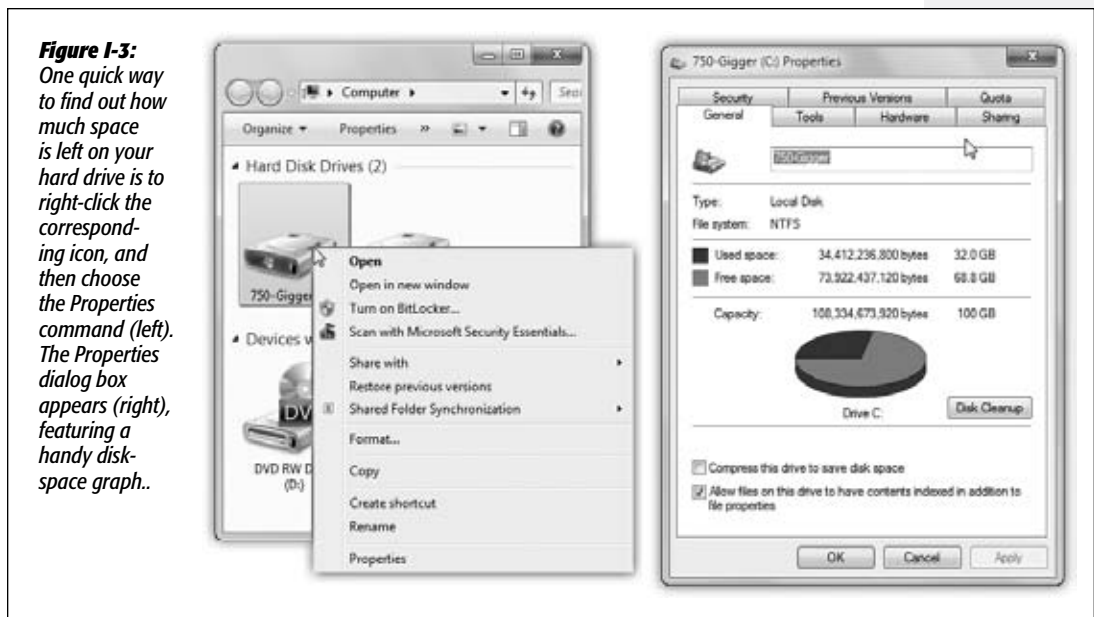 Figure I-3:
One quick way
to find out how
much space
is left on your
hard drive is to
right-click the
correspond-
ing icon, and
then choose
the Properties
command (left).
The Properties
dialog box
appears (right),
featuring a
handy disk-
space graph..
Computer
Organize Properties »
Hard Disk Drives (2)
750-Gigger
Devices w
DVD
DVD RW D
(D:)
Open
Open in new window
Turn on BitLocker...
Scan with Microsoft Security Essentials...
Share with
Restore previous versions
Shared Folder Synchronization
Format...
Copy
Create shortcut
Rename
Properties
750-Gigger (C:) Properties
Security Previous Versions Quota
General Tools Hardware Sharing
750-Gigger
Type: Local Disk
File system: NTFS
Used space: 34,412,236,800 bytes 32.0 GB
Free space: 73,922,437,120 bytes 68.8 GB
Capacity: 108,334,673,920 bytes 100 GB
Drive C: Disk Cleanup
Compress this drive to save disk space
Allow files on this drive to have contents indexed in addition to
file properties
OK Cancel Apply